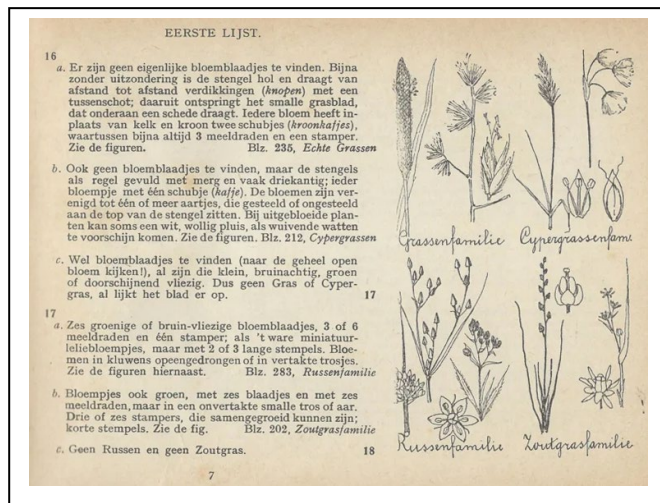 EERSTE LIJST.
16
a. Er zijn geen eigenlijke bloemblaadjes te vinden. Bijna
zonder uitzondering is de stengel hol en draagt van
afstand tot afstand verdikkingen (knopen) met een
tussenschot; daaruit ontspringt het smalle grasblad,
dat onderaan een schede draagt. Iedere bloem heeft in-
plaats van kelk en kroon twee schubjes (kroonkafjes),
waartussen bijna altijd 3 meeldraden en een stamper.
Zie de figuren. Blz. 235, Echte Grassen
b. Ook geen bloemblaadjes te vinden, maar de stengels
als regel gevuld met merg en vaak driekantig; ieder
bloempje met één schubje (kafje). De bloemen zijn ver-
enigd tot één of meer aartjes, die gesteeld of ongesteeld
aan de top van de stengel zitten. Bij uitgebloeide plan-
ten kan soms een wit, wollig pluis, als wuivende watten
te voorschijn komen. Zie de figuren. Blz. 212, Cypergrassen
c. Wel bloemblaadjes te vinden (naar de geheel open
bloem kijken!), al zijn die klein, bruinachtig, groen
of doorschijnend vliezig. Dus geen Gras of Cyper-
gras, al lijkt het blad er op. 17
17
a. Zes groenige of bruin-vliezige bloemblaadjes, 3 of 6
meeldraden en één stamper; als 't ware miniatuur-
leliebloempjes, maar met 2 of 3 lange stempels. Bloe-
men in kluwens opeengedrongen of in vertakte trosjes.
Zie de figuren hiernaast. Blz. 283, Russenfamilie
b. Bloempjes ook groen, met zes blaadjes en met zes
meeldraden, maar in een onvertakte smalle tros of aar.
Drie of zes stampers, die samengegroeid kunnen zijn;
korte stempels. Zie de fig. Blz. 202, Zoutgrasfamilie
c. Geen Russen en geen Zoutgras. 18
7
Grassenfamilie
Cypergrassenfam.
Russenfamilie
Zoutgrasfamilie